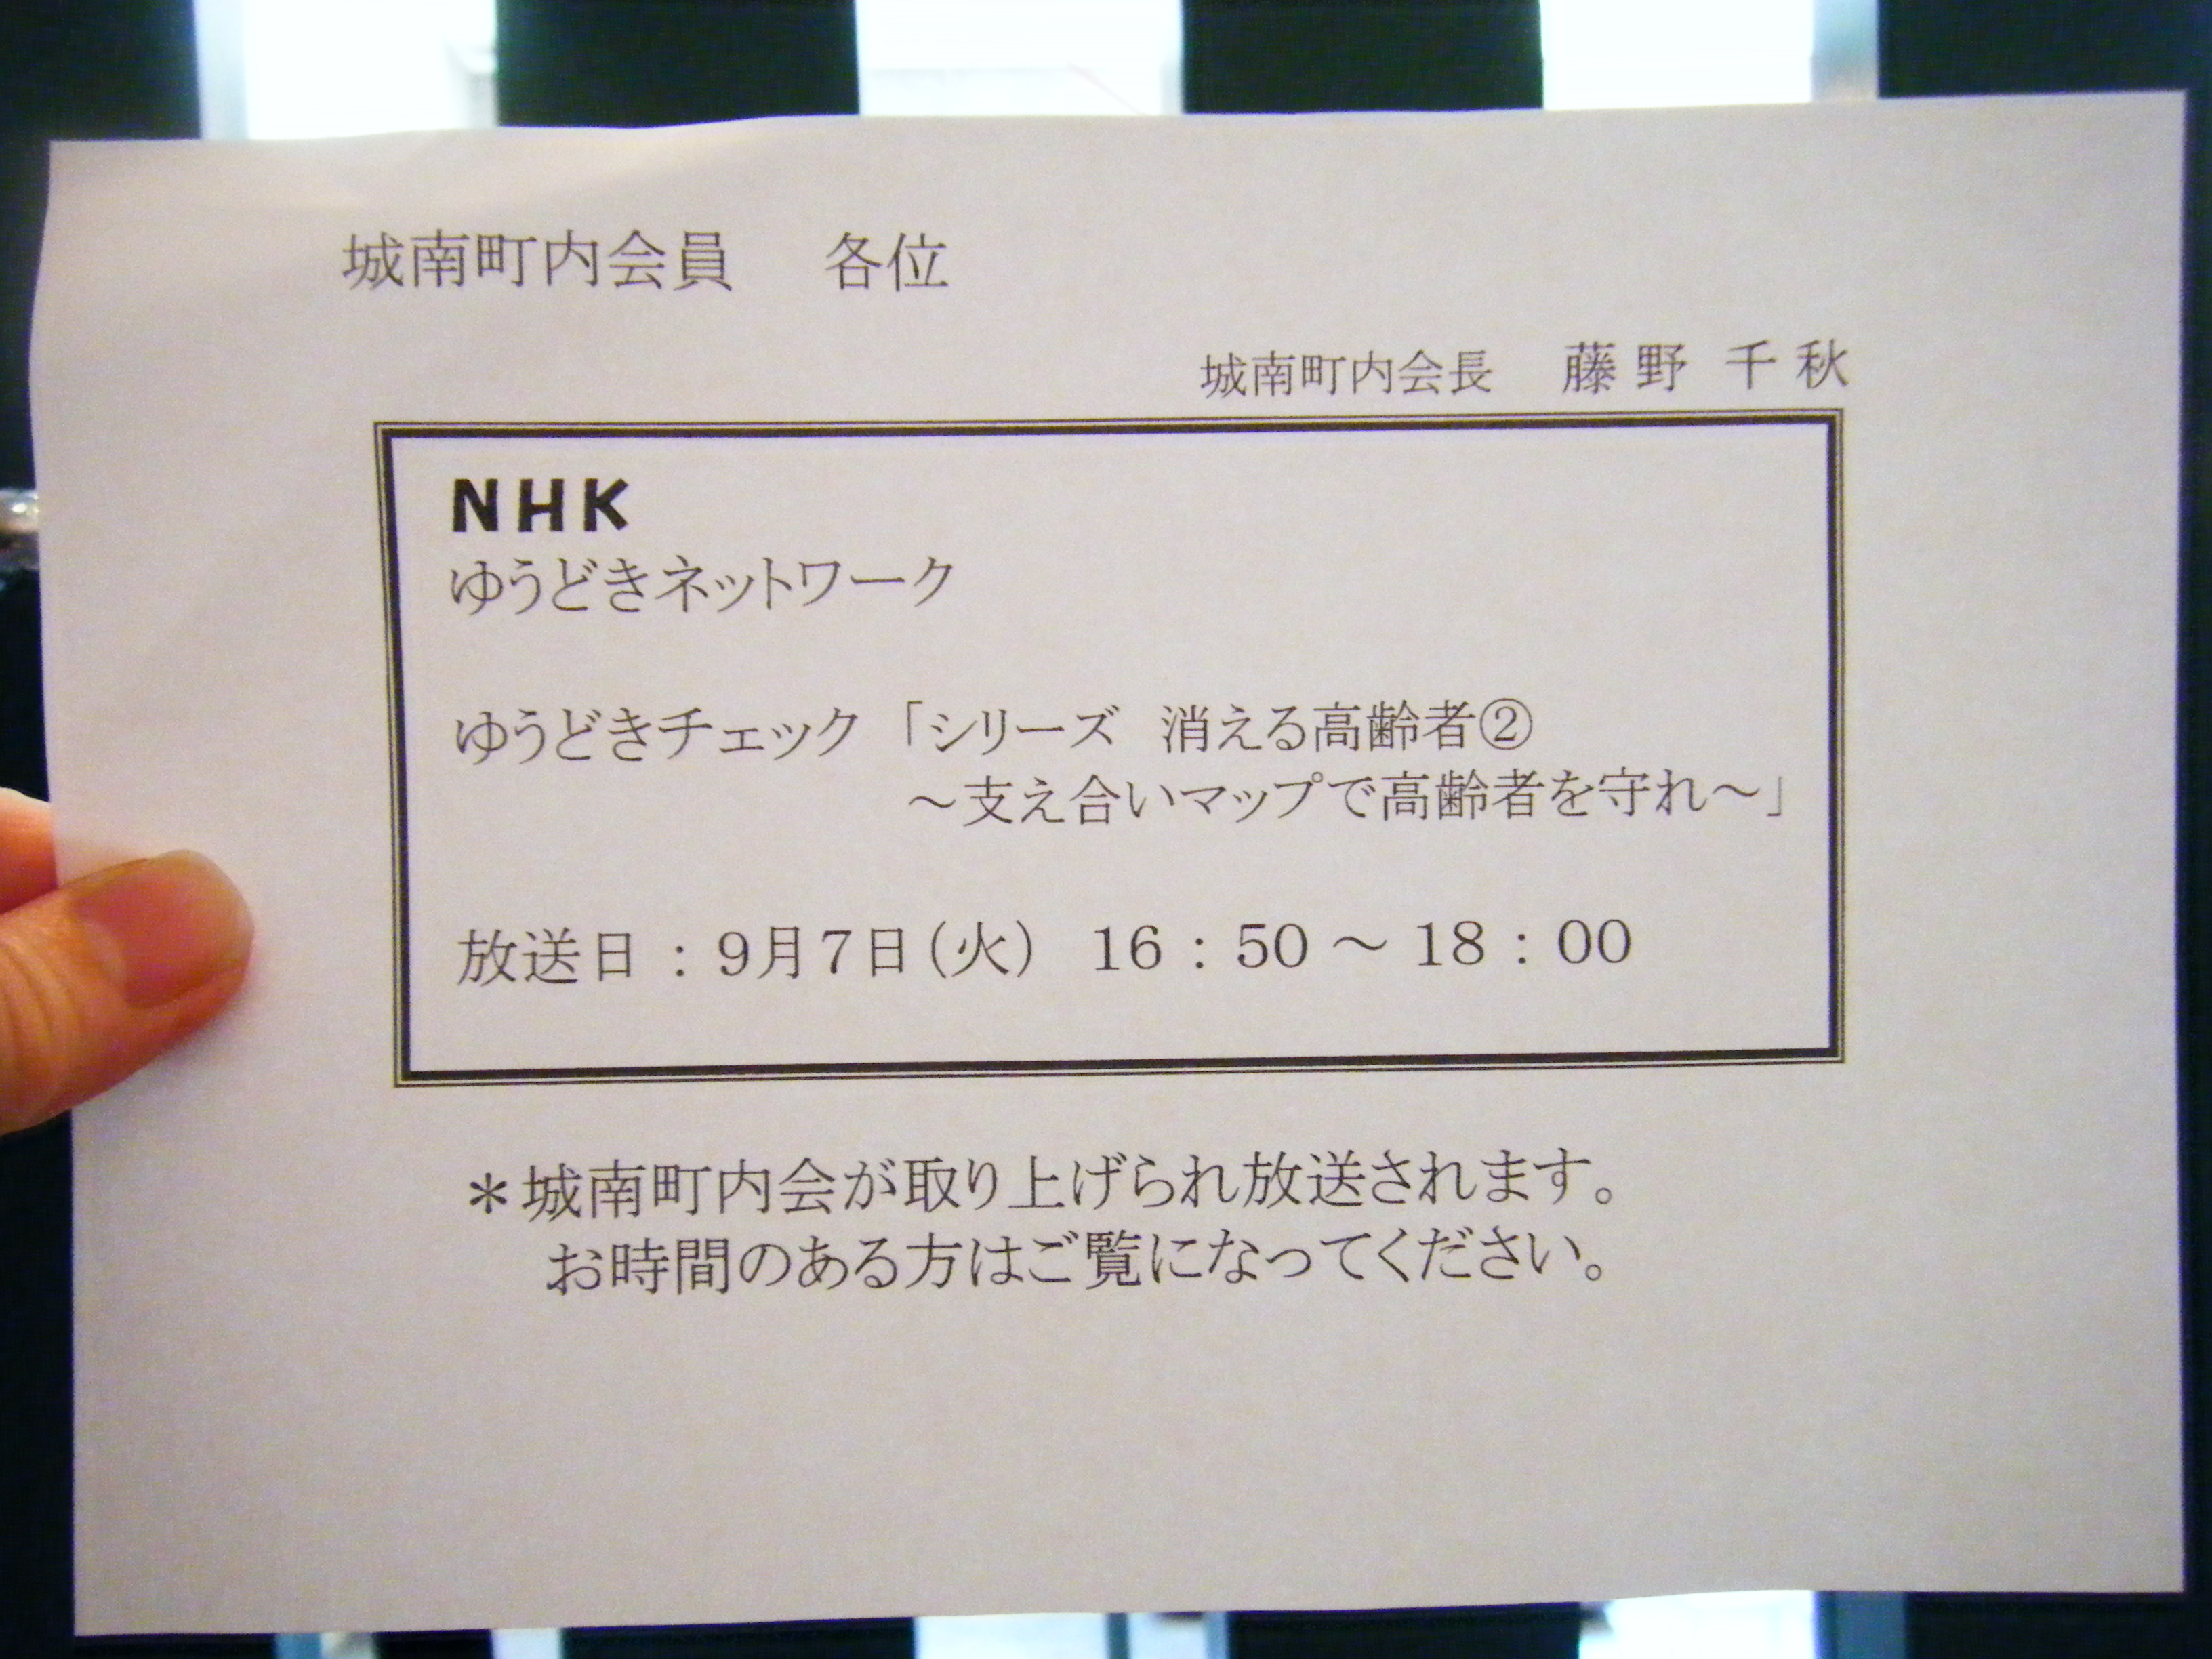 城南町内会員　各位
城南町内会長　藤野 千秋
NHK
ゆうどきネットワーク
ゆうどきチェック「シリーズ　消える高齢者②
～支え合いマップで高齢者を守れ～」
放送日：9月7日(火)　16：50～18：00
＊城南町内会が取り上げられ放送されます。
お時間のある方はご覧になってください。